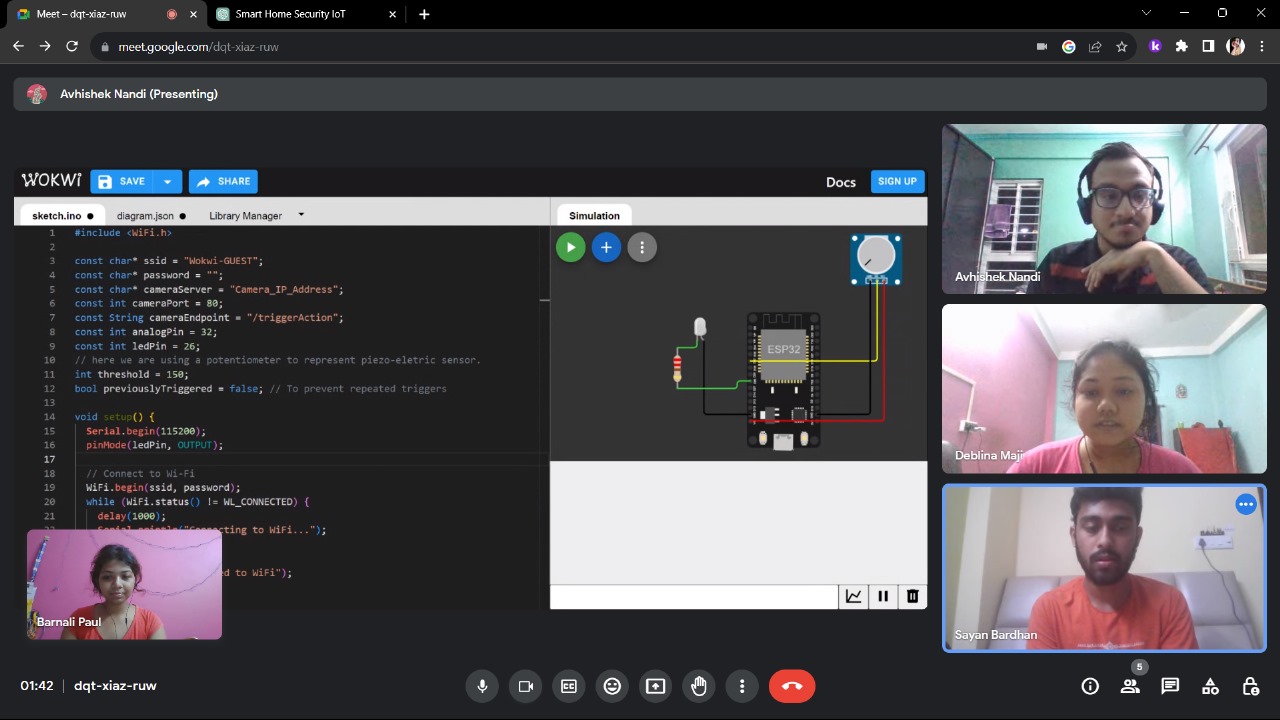 Meet – dqt-xiaz-ruw
Smart Home Security IoT
meet.google.com/dqt-xiaz-ruw
Avhishek Nandi (Presenting)
WOKWi
SAVE
SHARE
Docs
SIGN UP
sketch.ino
diagram.json
Library Manager
Simulation
1 #include <WiFi.h>
2
3 const char* ssid = "Wokwi-GUEST";
4 const char* password = "";
5 const char* cameraServer = "Camera_IP_Address";
6 const int cameraPort = 80;
7 const String cameraEndpoint = "/triggerAction";
8 const int analogPin = 32;
9 const int ledPin = 26;
10 // here we are using a potentiometer to represent piezo-eletric sensor.
11 int threshold = 150;
12 bool previouslyTriggered = false; // To prevent repeated triggers
13
14 void setup() {
15 Serial.begin(115200);
16 pinMode(ledPin, OUTPUT);
17
18 // Connect to Wi-Fi
19 WiFi.begin(ssid, password);
20 while (WiFi.status() != WL_CONNECTED) {
21 delay(1000);
Serial.println("Connecting to WiFi...");
ed to WiFi");
ESP32
Avhishek Nandi
Deblina Maji
Sayan Bardhan
Barnali Paul
01:42 | dqt-xiaz-ruw
5